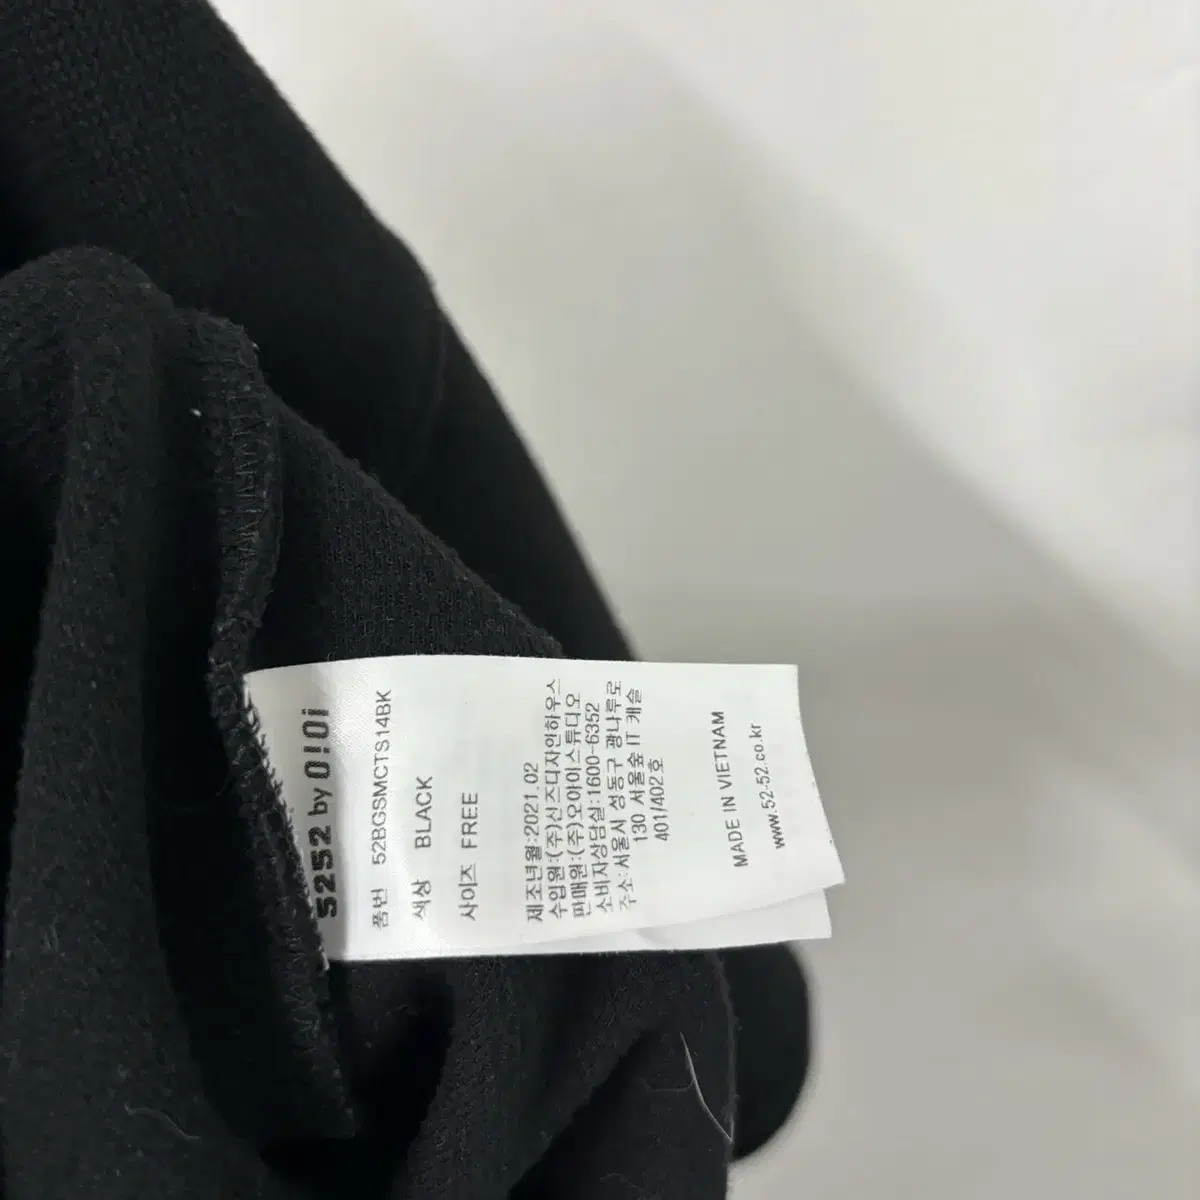 5252 by O!Oi
품번 52BGSMCTS14BK
색상 BLACK
사이즈 FREE
제조년월:2021.02
수입원:(주)신즈디자인하우스
판매원:(주)오아이스튜디오
소비자상담실:1600-6352
주소:서울시 성동구 광나루로
130 서울숲 IT 캐슬
401/402호
MADE IN VIETNAM
www.52-52.co.kr